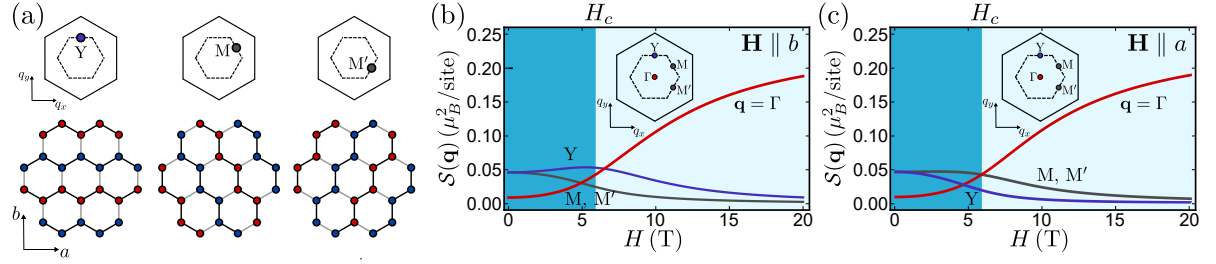 (a)
Y
M
M′
q_y
q_x
b
a
(b)
H_c
H ∥ b
Y
M
Γ
M′
q_y
q_x
q = Γ
Y
M, M′
S(q) (μ_B^2/site)
0.25
0.20
0.15
0.10
0.05
0.00
0 5 10 15 20
H (T)
(c)
H_c
H ∥ a
Y
M
Γ
M′
q_y
q_x
q = Γ
M, M′
Y
S(q) (μ_B^2/site)
0.25
0.20
0.15
0.10
0.05
0.00
0 5 10 15 20
H (T)